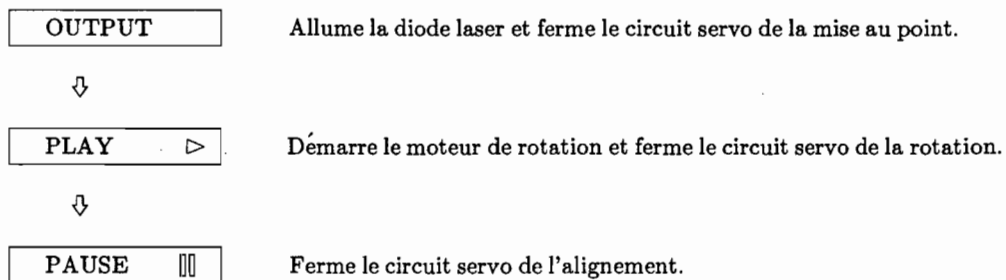 OUTPUT Allume la diode laser et ferme le circuit servo de la mise au point.
PLAY ▷ Démarre le moteur de rotation et ferme le circuit servo de la rotation.
PAUSE Ferme le circuit servo de l'alignement.